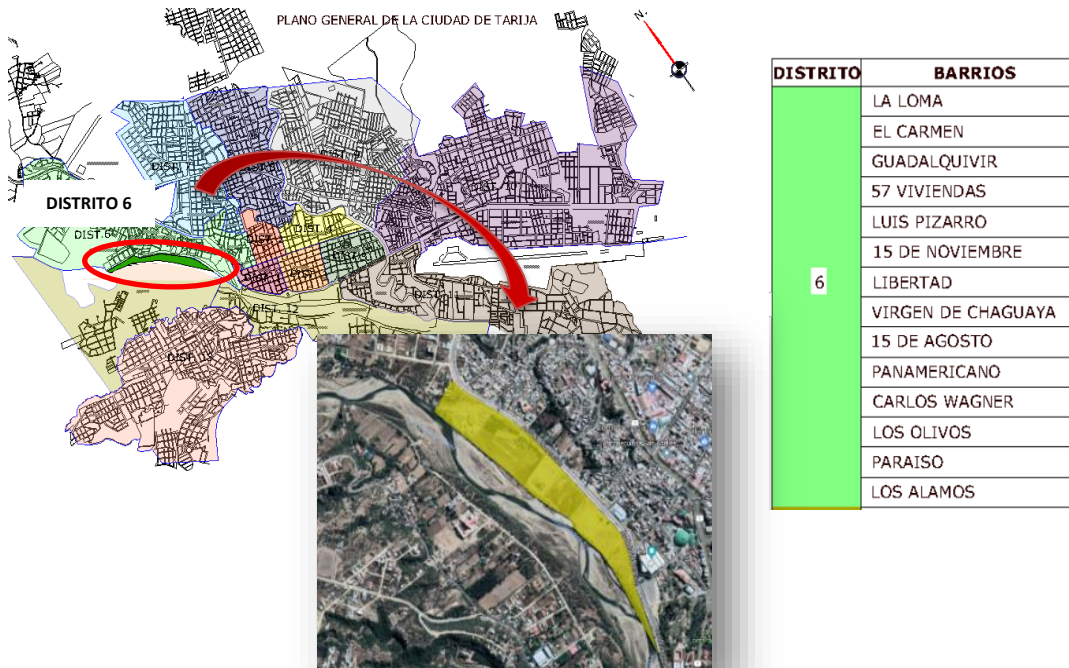 PLANO GENERAL DE LA CIUDAD DE TARIJA
N.
DISTRITO 6
DIST.6
DISTRITO BARRIOS
6
LA LOMA
EL CARMEN
GUADALQUIVIR
57 VIVIENDAS
LUIS PIZARRO
15 DE NOVIEMBRE
LIBERTAD
VIRGEN DE CHAGUAYA
15 DE AGOSTO
PANAMERICANO
CARLOS WAGNER
LOS OLIVOS
PARAISO
LOS ALAMOS